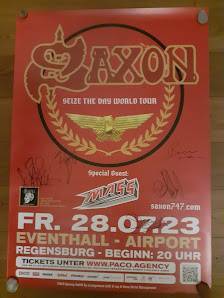 SAXON
SEIZE THE DAY WORLD TOUR
Special Guest:
MASS
saxon747.com
FR. 28.07.23
EVENTHALL - AIRPORT
REGENSBURG - BEGINN: 20 UHR
TICKETS UNTER WWW.PACO.AGENCY